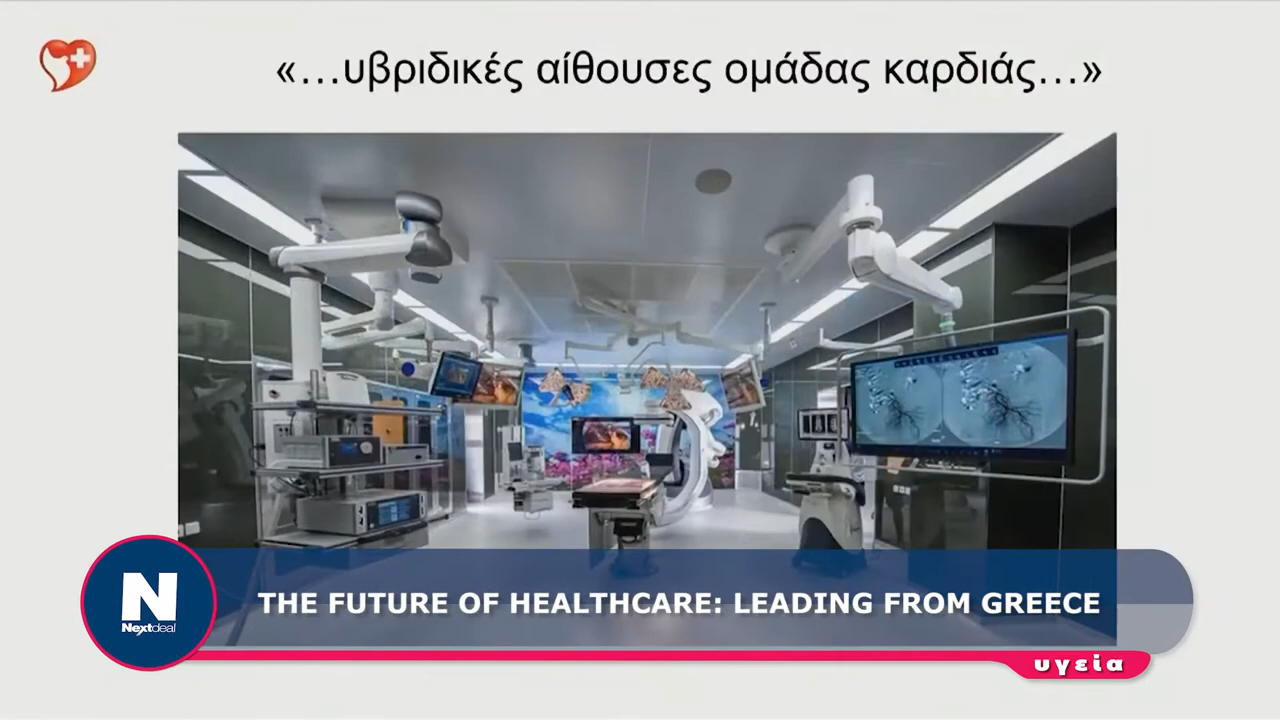 «...υβριδικές αίθουσες ομάδας καρδιάς...»
N
Nextdeal
THE FUTURE OF HEALTHCARE: LEADING FROM GREECE
υγεία